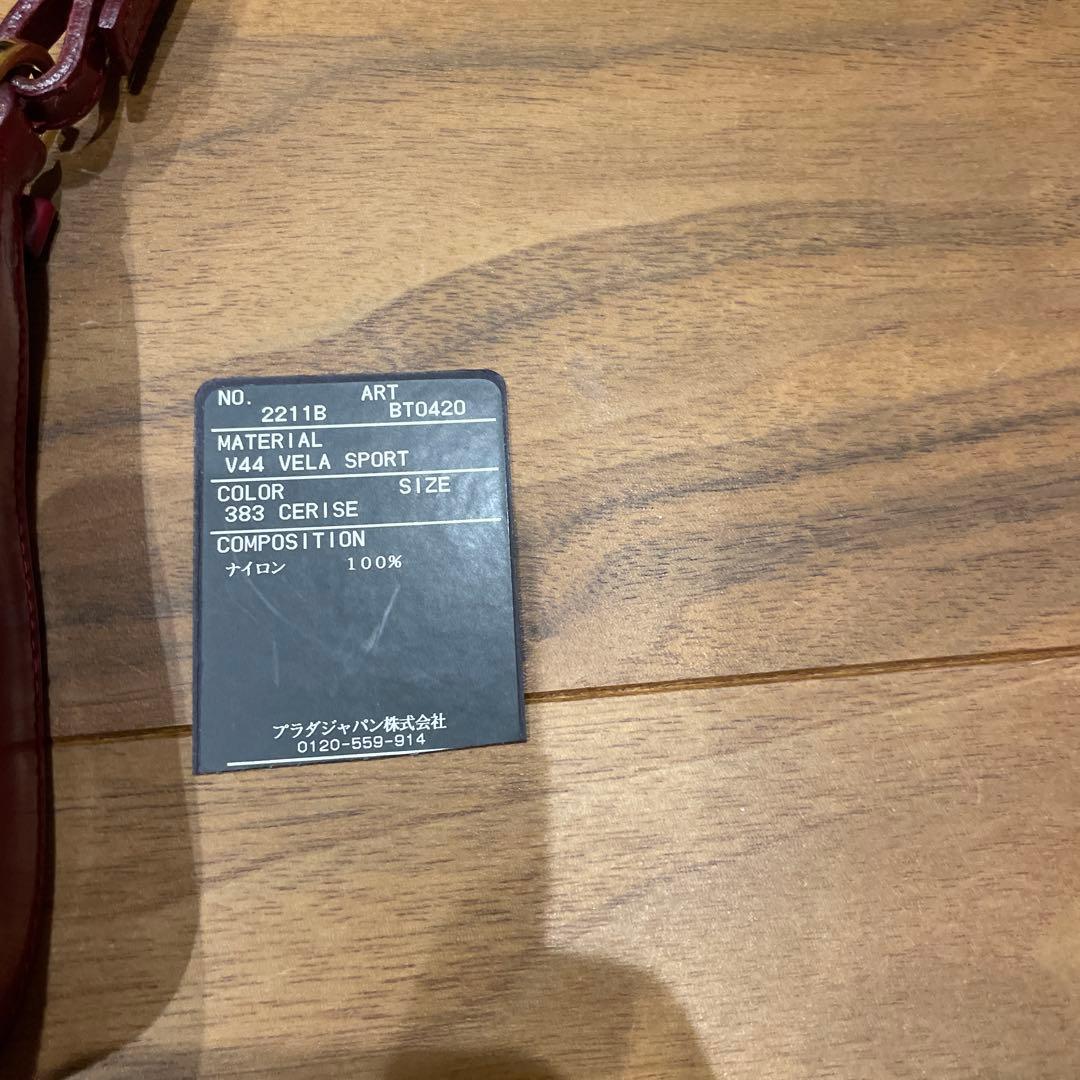 NO. ART
2211B BT0420
MATERIAL
V44 VELA SPORT
COLOR SIZE
383 CERISE
COMPOSITION
ナイロン 100%
プラダジャパン株式会社
0120-559-914